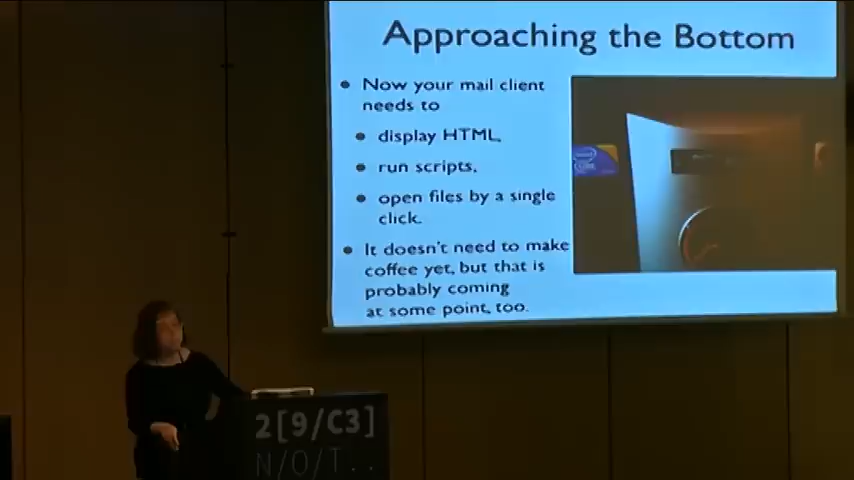 Approaching the Bottom
• Now your mail client
needs to
• display HTML,
• run scripts,
• open files by a single
click.
• It doesn't need to make
coffee yet, but that is
probably coming
at some point, too.
2[9/C3]
N/O/T...